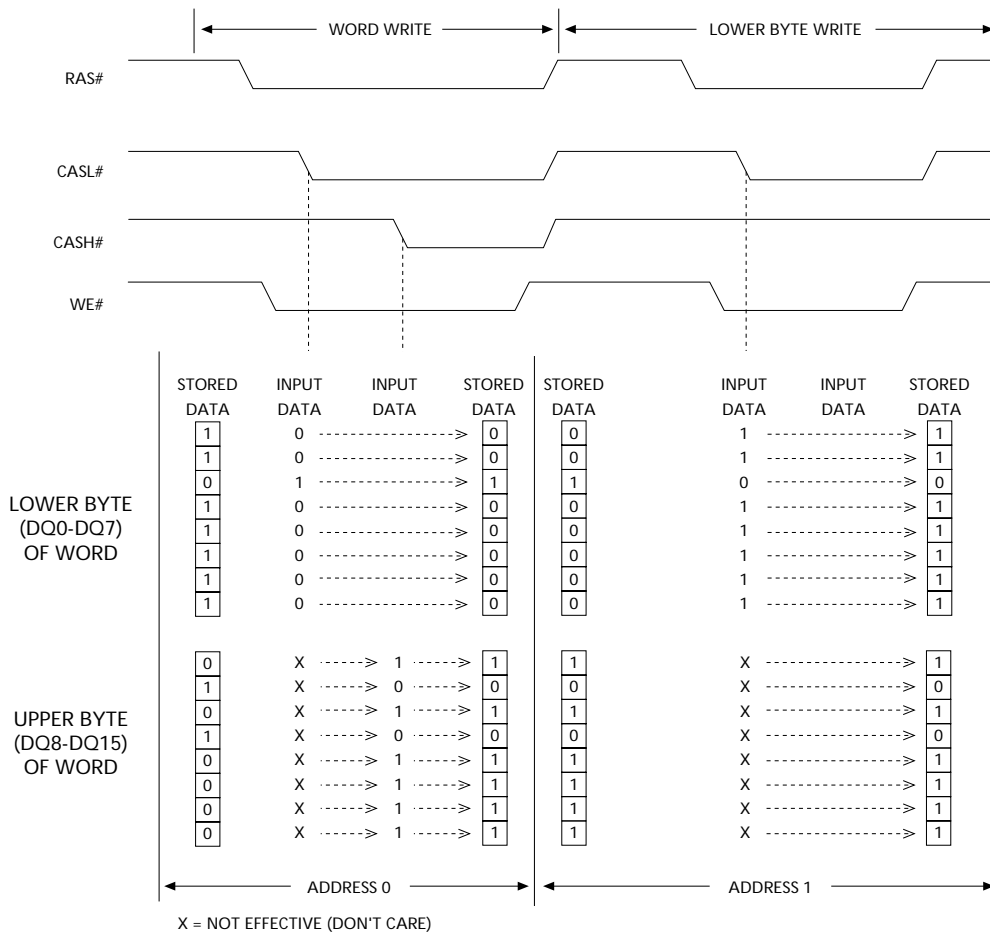 WORD WRITE LOWER BYTE WRITE
RAS#
CASL#
CASH#
WE#
STORED INPUT INPUT STORED STORED INPUT INPUT STORED
DATA DATA DATA DATA DATA DATA DATA DATA
1 0 0 0 1 1
1 0 0 0 1 1
0 1 1 1 0 0
LOWER BYTE
1 0 0 0 1 1
(DQ0-DQ7)
1 0 0 0 1 1
OF WORD
1 0 0 0 1 1
1 0 0 0 1 1
1 0 0 0 1 1
0 X 1 1 1 X 1
1 X 0 0 0 X 0
0 X 1 1 1 X 1
UPPER BYTE
1 X 0 0 0 X 0
(DQ8-DQ15)
0 X 1 1 1 X 1
OF WORD
0 X 1 1 1 X 1
0 X 1 1 1 X 1
0 X 1 1 1 X 1
ADDRESS 0 ADDRESS 1
X = NOT EFFECTIVE (DON'T CARE)